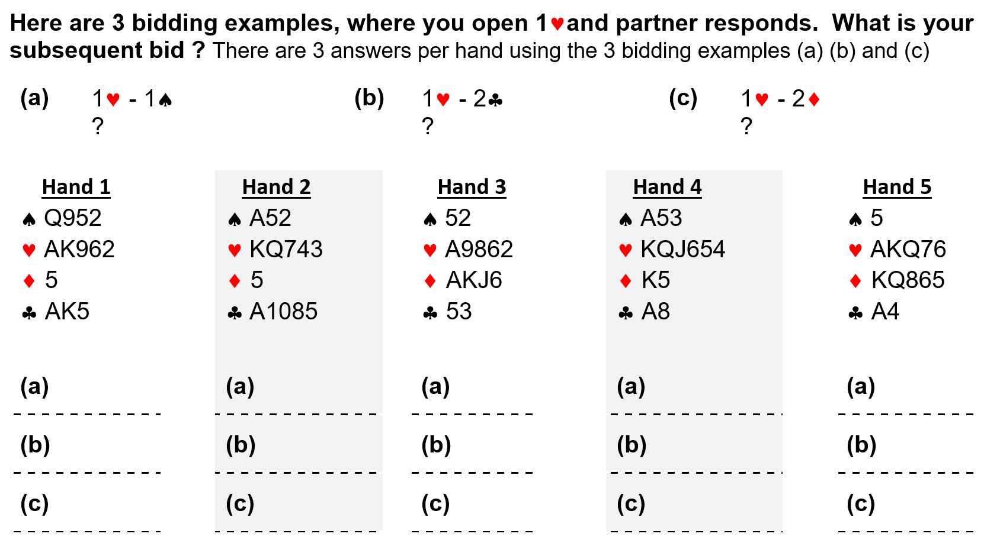 Here are 3 bidding examples, where you open 1♥and partner responds. What is your
subsequent bid ? There are 3 answers per hand using the 3 bidding examples (a) (b) and (c)
(a) 1♥ - 1♠ (b) 1♥ - 2♣ (c) 1♥ - 2♦
? ? ?
Hand 1 Hand 2 Hand 3 Hand 4 Hand 5
♠ Q952 ♠ A52 ♠ 52 ♠ A53 ♠ 5
♥ AK962 ♥ KQ743 ♥ A9862 ♥ KQJ654 ♥ AKQ76
♦ 5 ♦ 5 ♦ AKJ6 ♦ K5 ♦ KQ865
♣ AK5 ♣ A1085 ♣ 53 ♣ A8 ♣ A4
(a) (a) (a) (a) (a)
(b) (b) (b) (b) (b)
(c) (c) (c) (c) (c)